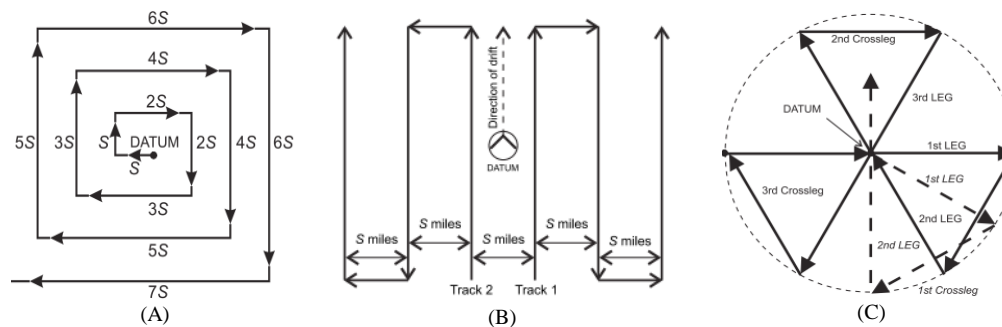 6S
4S
2S
5S
3S
S
DATUM
S
2S
4S
6S
3S
5S
7S
(A)
Direction of drift
DATUM
S miles
S miles
S miles
S miles
S miles
Track 2
Track 1
(B)
2nd Crossleg
DATUM
3rd LEG
1st LEG
1st LEG
3rd Crossleg
2nd LEG
2nd LEG
1st Crossleg
(C)